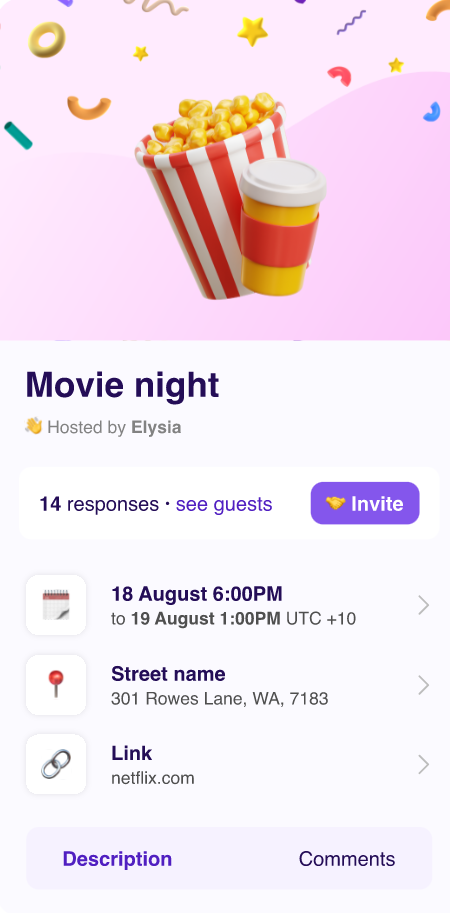 Movie night
👋 Hosted by Elysia
14 responses · see guests
🤝 Invite
18 August 6:00PM
to 19 August 1:00PM UTC +10
Street name
301 Rowes Lane, WA, 7183
Link
netflix.com
Description
Comments